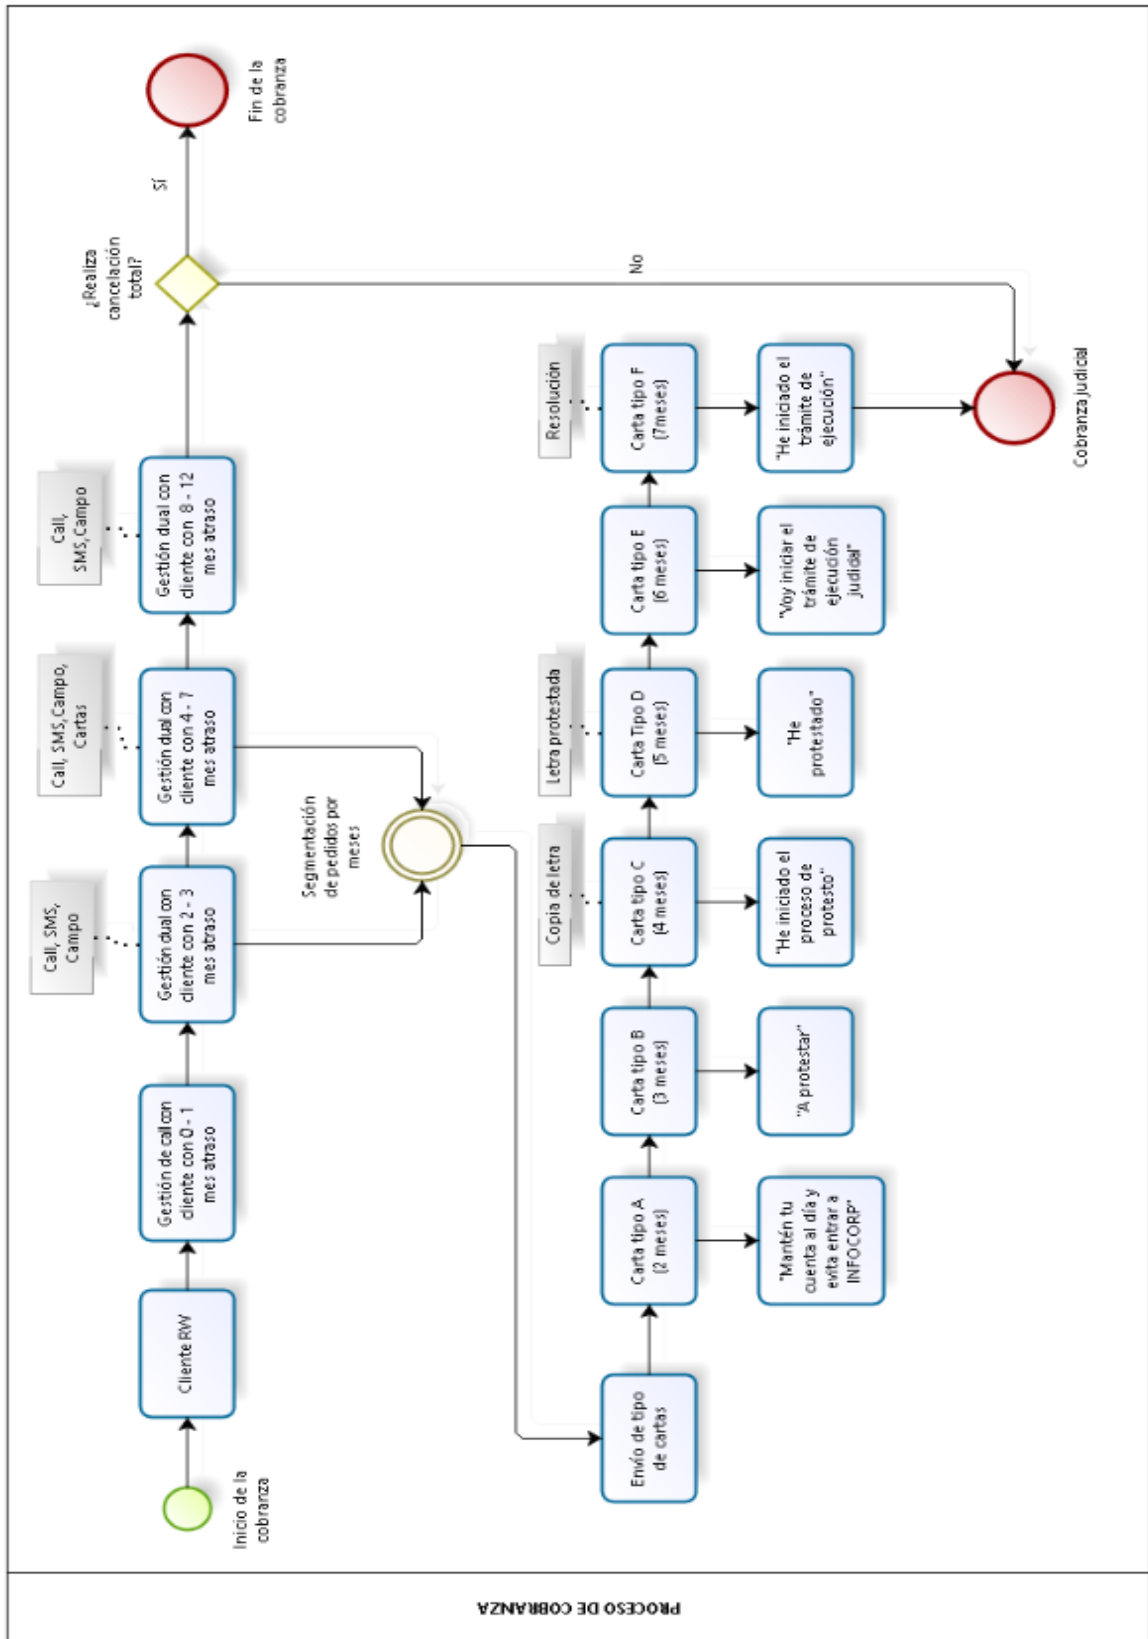 PROCESO DE COBRANZA
Inicio de la
cobranza
Cliente RW
Gestión de call con
cliente con 0 - 1
mes atraso
Call, SMS,
Campo
Gestión dual con
cliente con 2 - 3
mes atraso
Call, SMS,Campo,
Cartas
Gestión dual con
cliente con 4 - 7
mes atraso
Call,
SMS,Campo
Gestión dual con
cliente con 8 - 12
mes atraso
¿Realiza
cancelación
total?
Sí
Fin de la
cobranza
No
Segmentación
de pedidos por
meses
Envío de tipo
de cartas
Carta tipo A
(2 meses)
"Mantén tu
cuenta al día y
evita entrar a
INFOCORP"
Carta tipo B
(3 meses)
"A protestar"
Copia de letra
Carta tipo C
(4 meses)
"He iniciado el
proceso de
protesto"
Letra protestada
Carta Tipo D
(5 meses)
"He
protestado"
Carta tipo E
(6 meses)
"Voy iniciar el
trámite de
ejecución
judidal"
Resolución
Carta tipo F
(7meses)
"He iniciado el
trámite de
ejecución"
Cobranza judicial